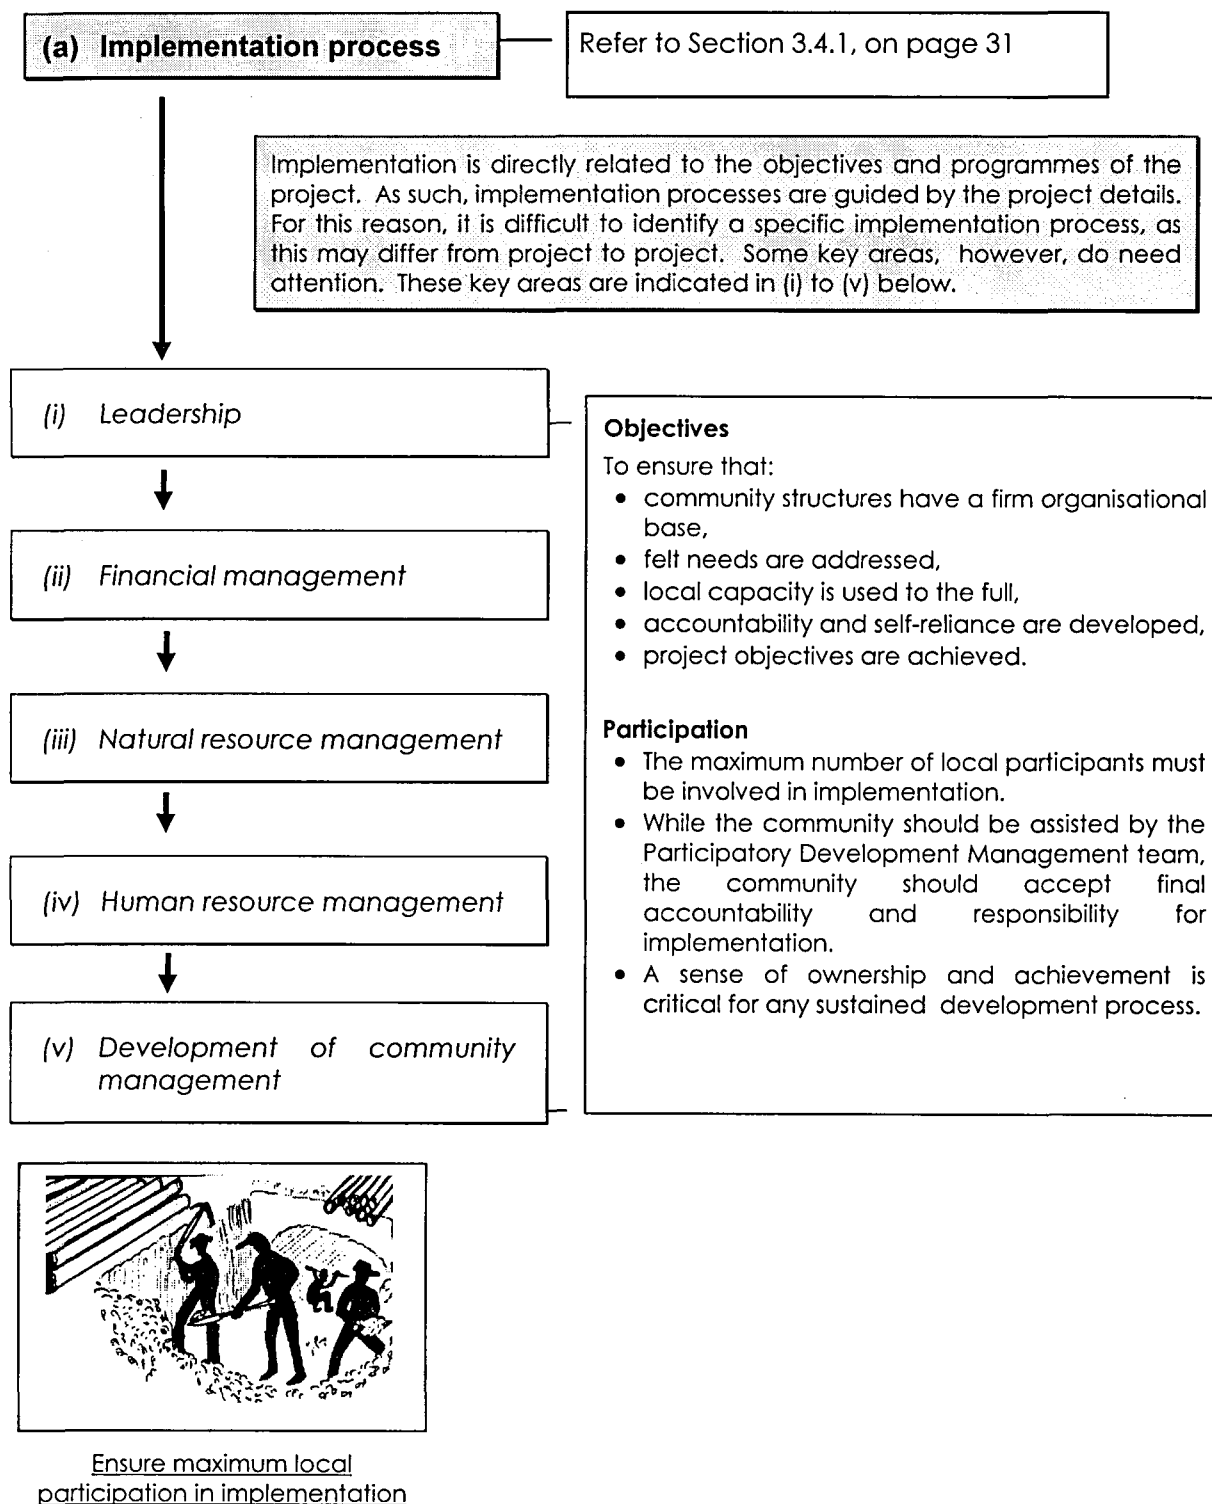 (a) Implementation process
Refer to Section 3.4.1, on page 31
Implementation is directly related to the objectives and programmes of the
project. As such, implementation processes are guided by the project details.
For this reason, it is difficult to identify a specific implementation process, as
this may differ from project to project. Some key areas, however, do need
attention. These key areas are indicated in (i) to (v) below.
(i) Leadership
(ii) Financial management
(iii) Natural resource management
(iv) Human resource management
(v) Development of community
management
Objectives
To ensure that:
• community structures have a firm organisational
base,
• felt needs are addressed,
• local capacity is used to the full,
• accountability and self-reliance are developed,
• project objectives are achieved.
Participation
• The maximum number of local participants must
be involved in implementation.
• While the community should be assisted by the
Participatory Development Management team,
the community should accept final
accountability and responsibility for
implementation.
• A sense of ownership and achievement is
critical for any sustained development process.
Ensure maximum local
participation in implementation